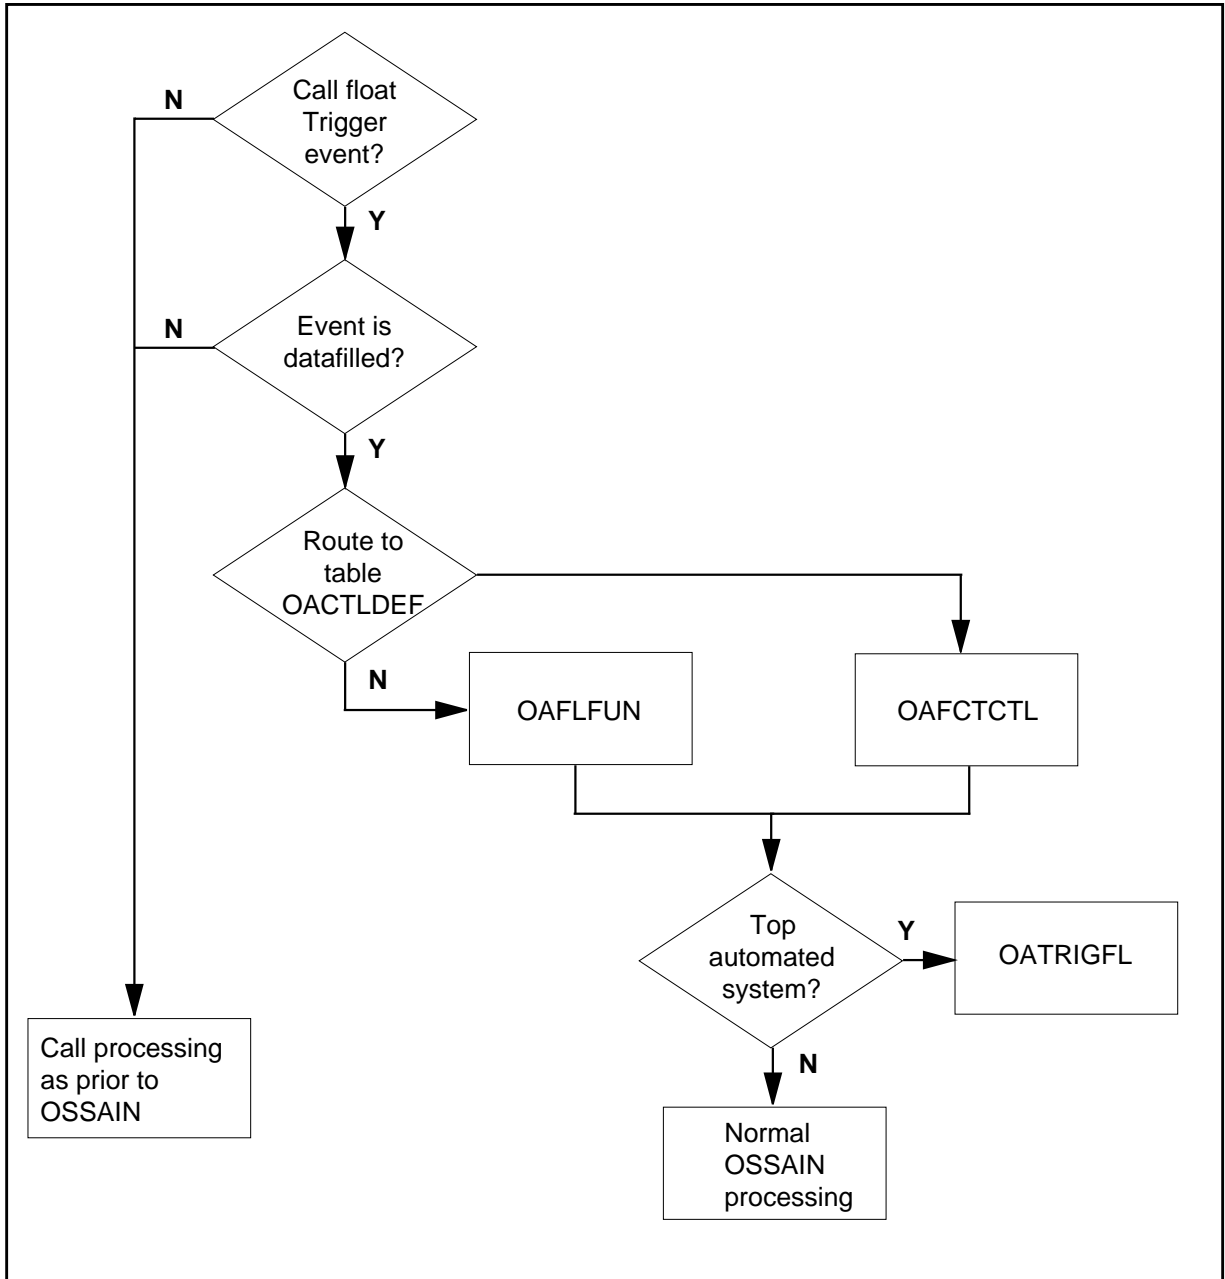 N
Call float
Trigger
event?
Y
N
Event is
datafilled?
Y
Route to
table
OACTLDEF
N
OAFLFUN
OAFCTCTL
Top
automated
system?
Y
OATRIGFL
N
Call processing
as prior to
OSSAIN
Normal
OSSAIN
processing